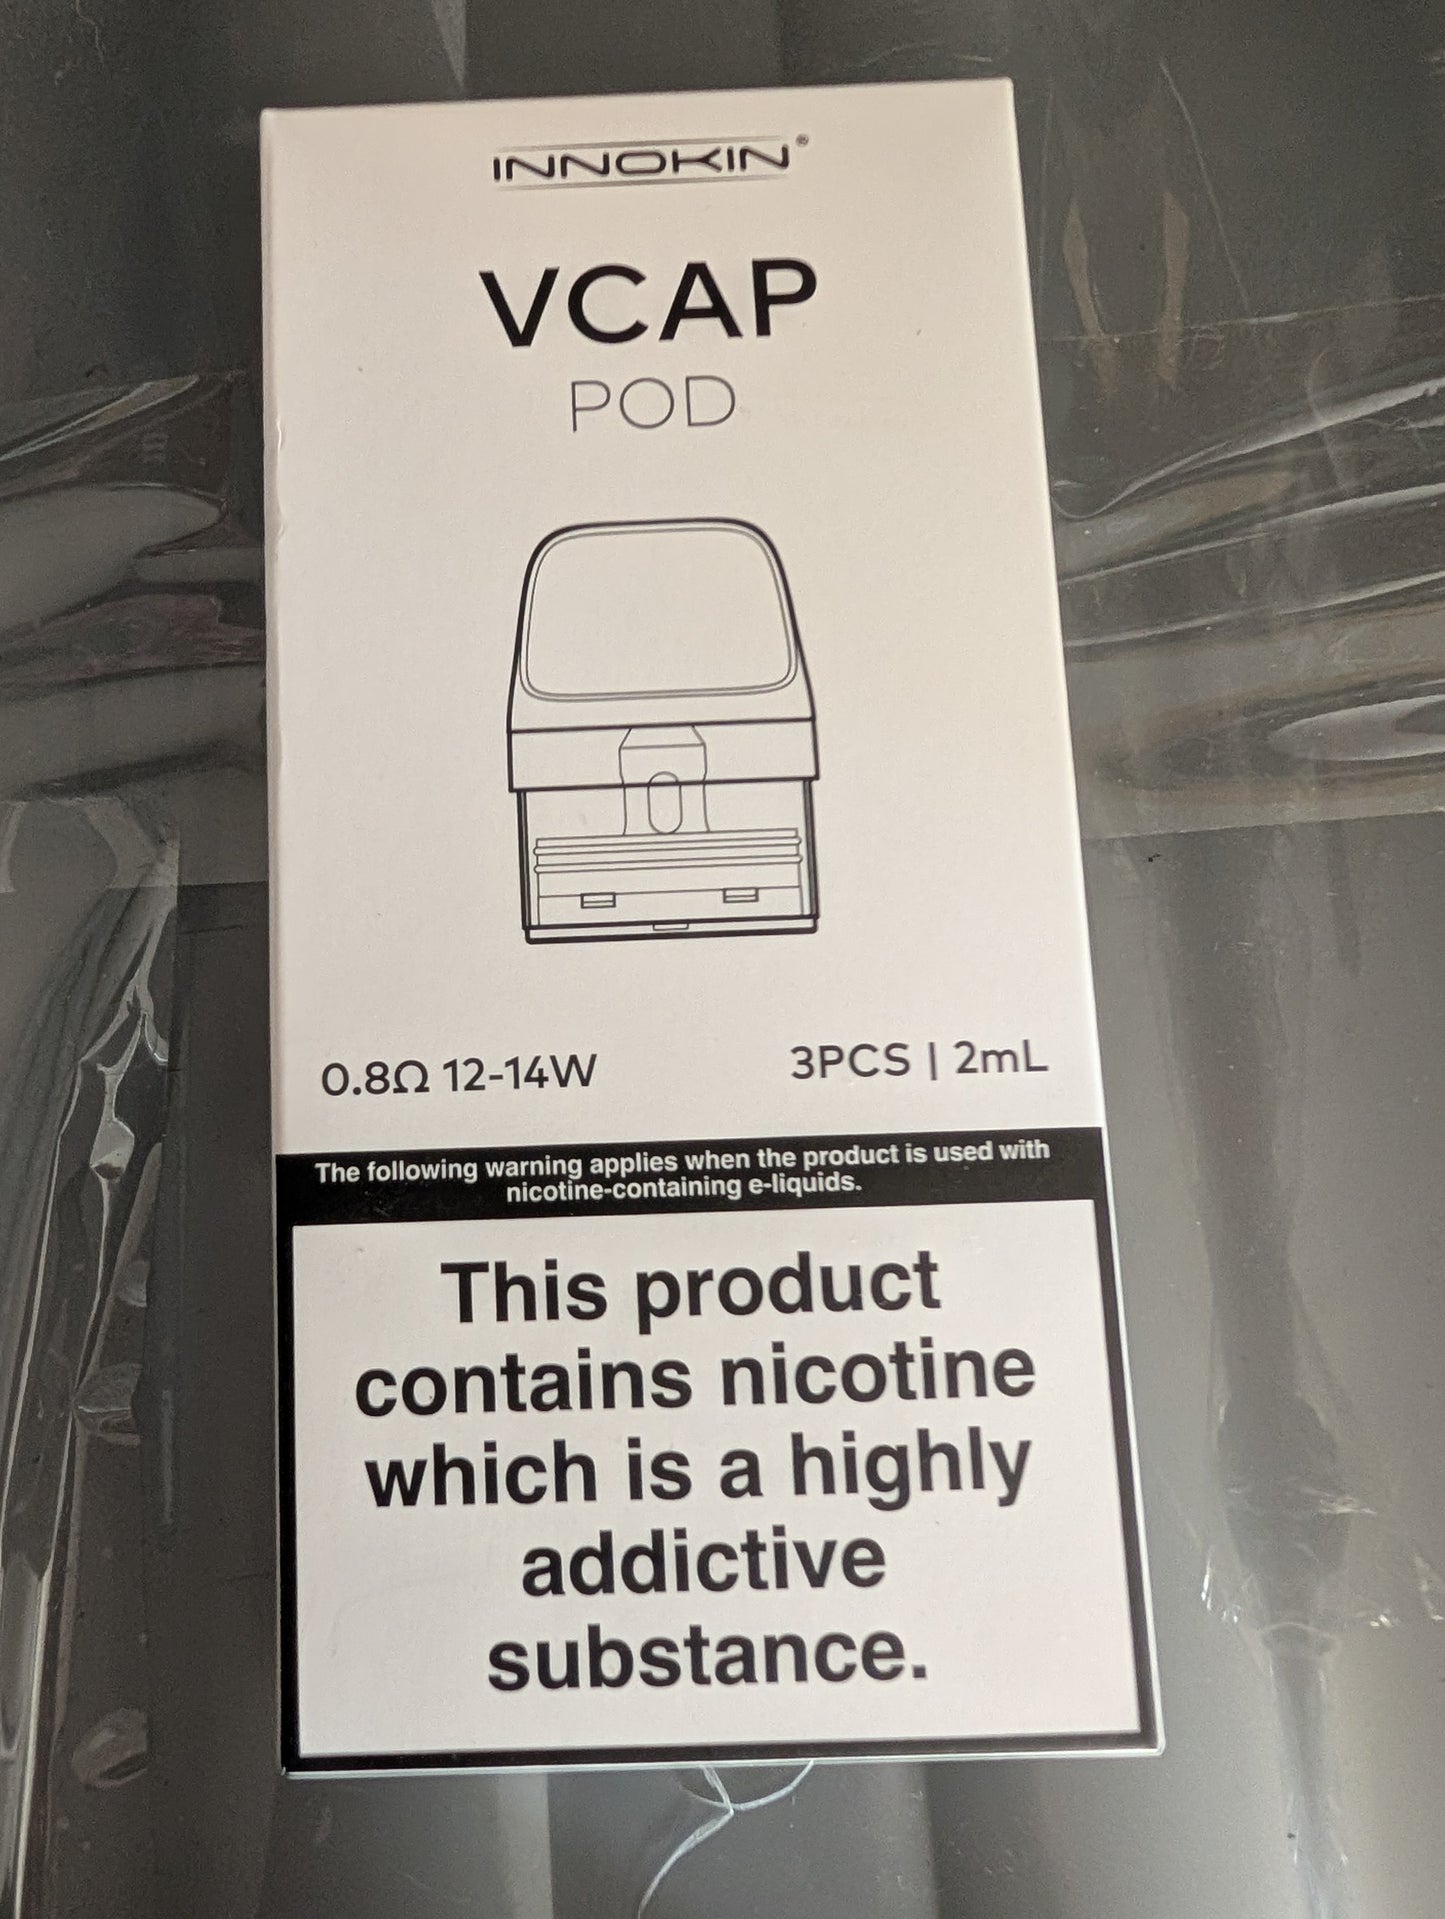 INNOKIN®
VCAP
POD
0.8Ω 12-14W
3PCS | 2mL
The following warning applies when the product is used with
nicotine-containing e-liquids.
This product
contains nicotine
which is a highly
addictive
substance.